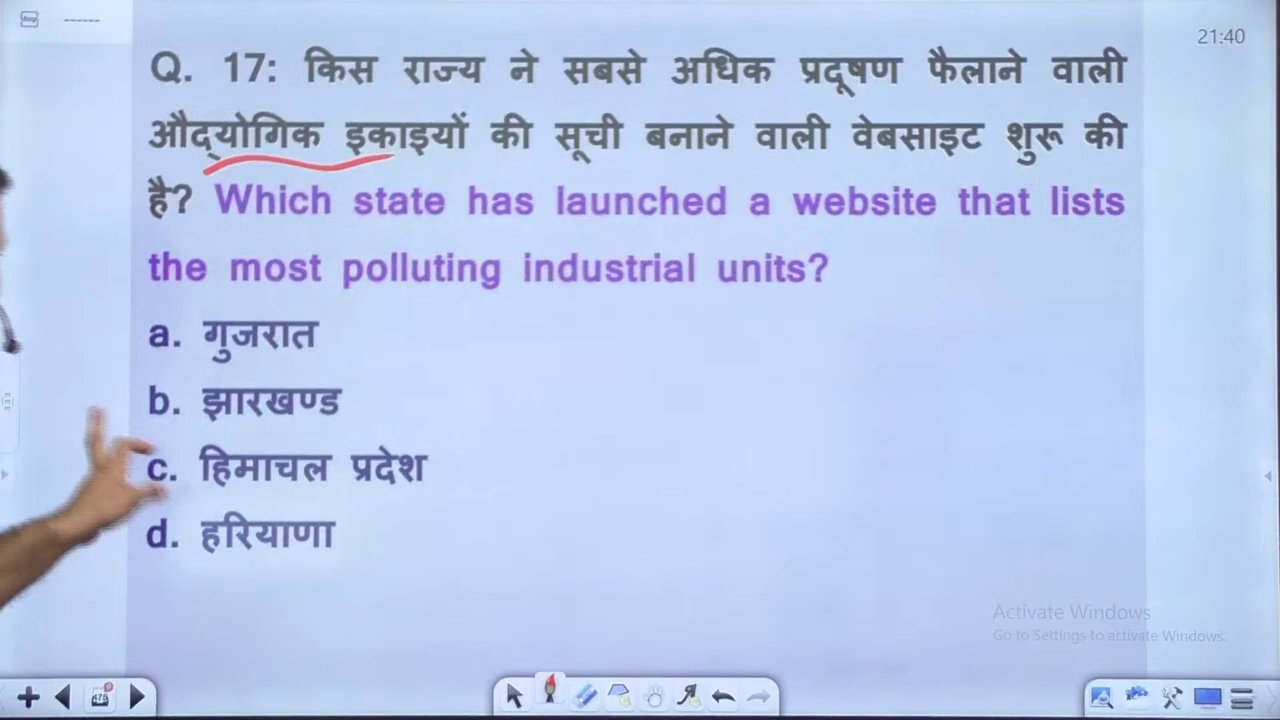 21:40
Q. 17: किस राज्य ने सबसे अधिक प्रदूषण फैलाने वाली
औद्योगिक इकाइयों की सूची बनाने वाली वेबसाइट शुरू की
है? Which state has launched a website that lists
the most polluting industrial units?
a. गुजरात
b. झारखण्ड
c. हिमाचल प्रदेश
d. हरियाणा
Activate Windows
Go to Settings to activate Windows.